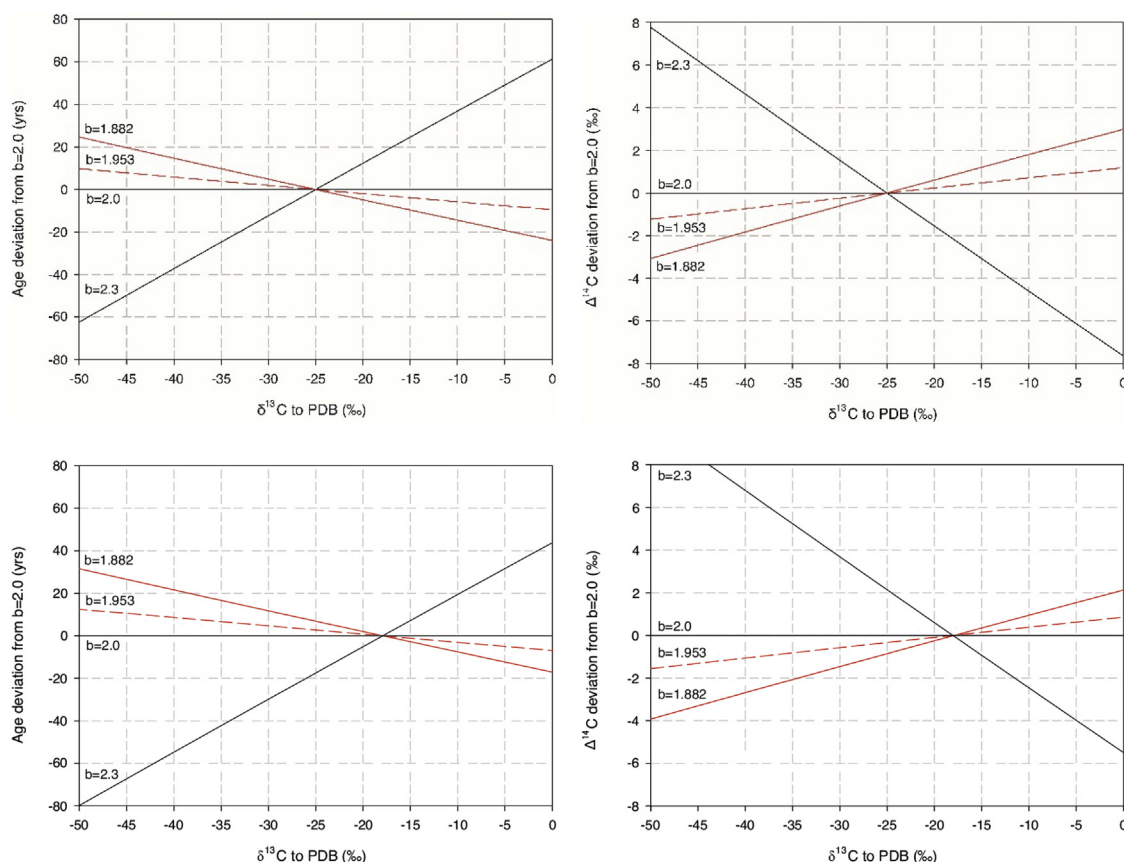 Age deviation from b=2.0 (yrs)
80
60
40
20
0
-20
-40
-60
-80
b=1.882
b=1.953
b=2.0
b=2.3
-50 -45 -40 -35 -30 -25 -20 -15 -10 -5 0
δ¹³C to PDB (‰)
Δ¹⁴C deviation from b=2.0 (‰)
8
6
4
2
0
-2
-4
-6
-8
b=2.3
b=2.0
b=1.953
b=1.882
-50 -45 -40 -35 -30 -25 -20 -15 -10 -5 0
δ¹³C to PDB (‰)
Age deviation from b=2.0 (yrs)
80
60
40
20
0
-20
-40
-60
-80
b=1.882
b=1.953
b=2.0
b=2.3
-50 -45 -40 -35 -30 -25 -20 -15 -10 -5 0
δ¹³C to PDB (‰)
Δ¹⁴C deviation from b=2.0 (‰)
8
6
4
2
0
-2
-4
-6
-8
b=2.3
b=2.0
b=1.953
b=1.882
-50 -45 -40 -35 -30 -25 -20 -15 -10 -5 0
δ¹³C to PDB (‰)